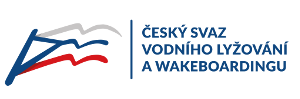 ČESKÝ SVAZ
VODNÍHO LYŽOVÁNÍ
A WAKEBOARDINGU